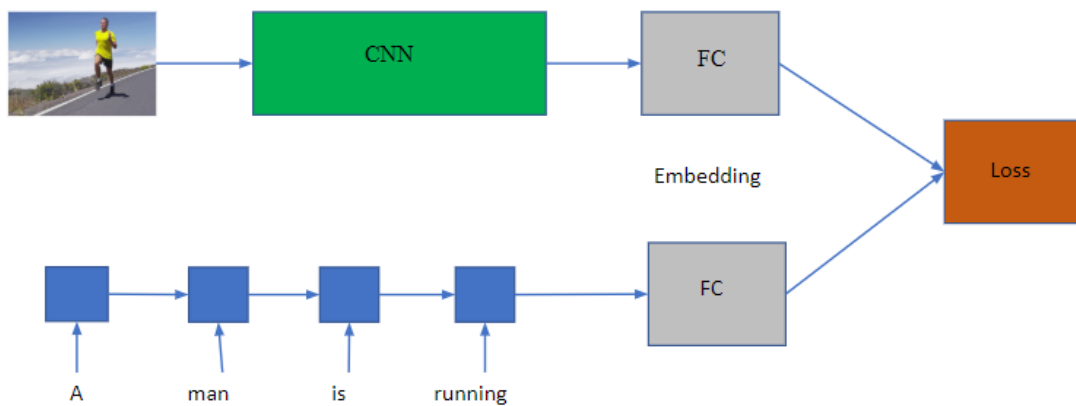 CNN
FC
Embedding
Loss
FC
A man is running